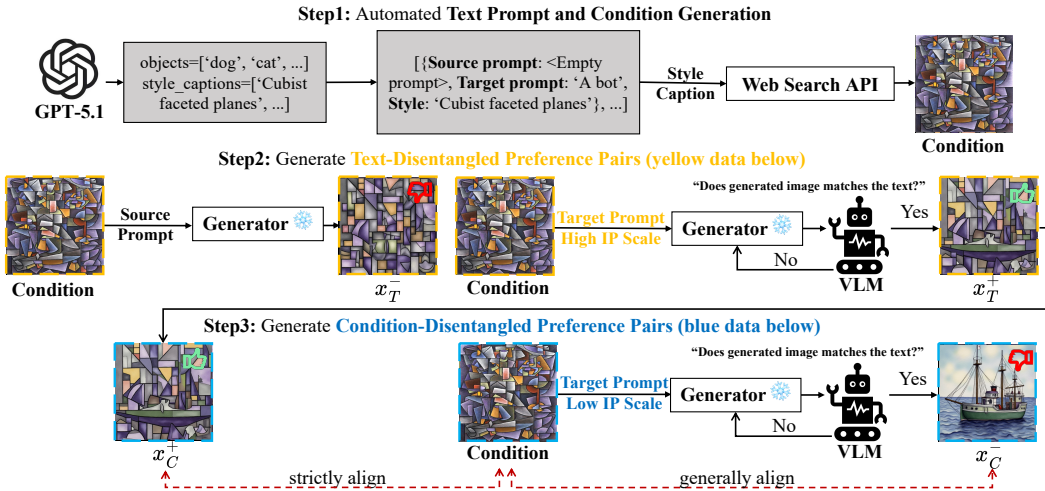 Step1: Automated Text Prompt and Condition Generation
GPT-5.1
objects=[‘dog’, ‘cat’, ...]
style_captions=[‘Cubist
faceted planes’, ...]
[{Source prompt: <Empty
prompt>, Target prompt: ‘A bot’,
Style: ‘Cubist faceted planes’}, ...]
Style
Caption
Web Search API
Condition
Step2: Generate Text-Disentangled Preference Pairs (yellow data below)
Condition
Source
Prompt
Generator
x_T^-
Condition
Target Prompt
High IP Scale
Generator
“Does generated image matches the text?”
No
VLM
Yes
x_T^+
Step3: Generate Condition-Disentangled Preference Pairs (blue data below)
x_C^+
Condition
Target Prompt
Low IP Scale
Generator
“Does generated image matches the text?”
No
VLM
Yes
x_C^-
strictly align
generally align